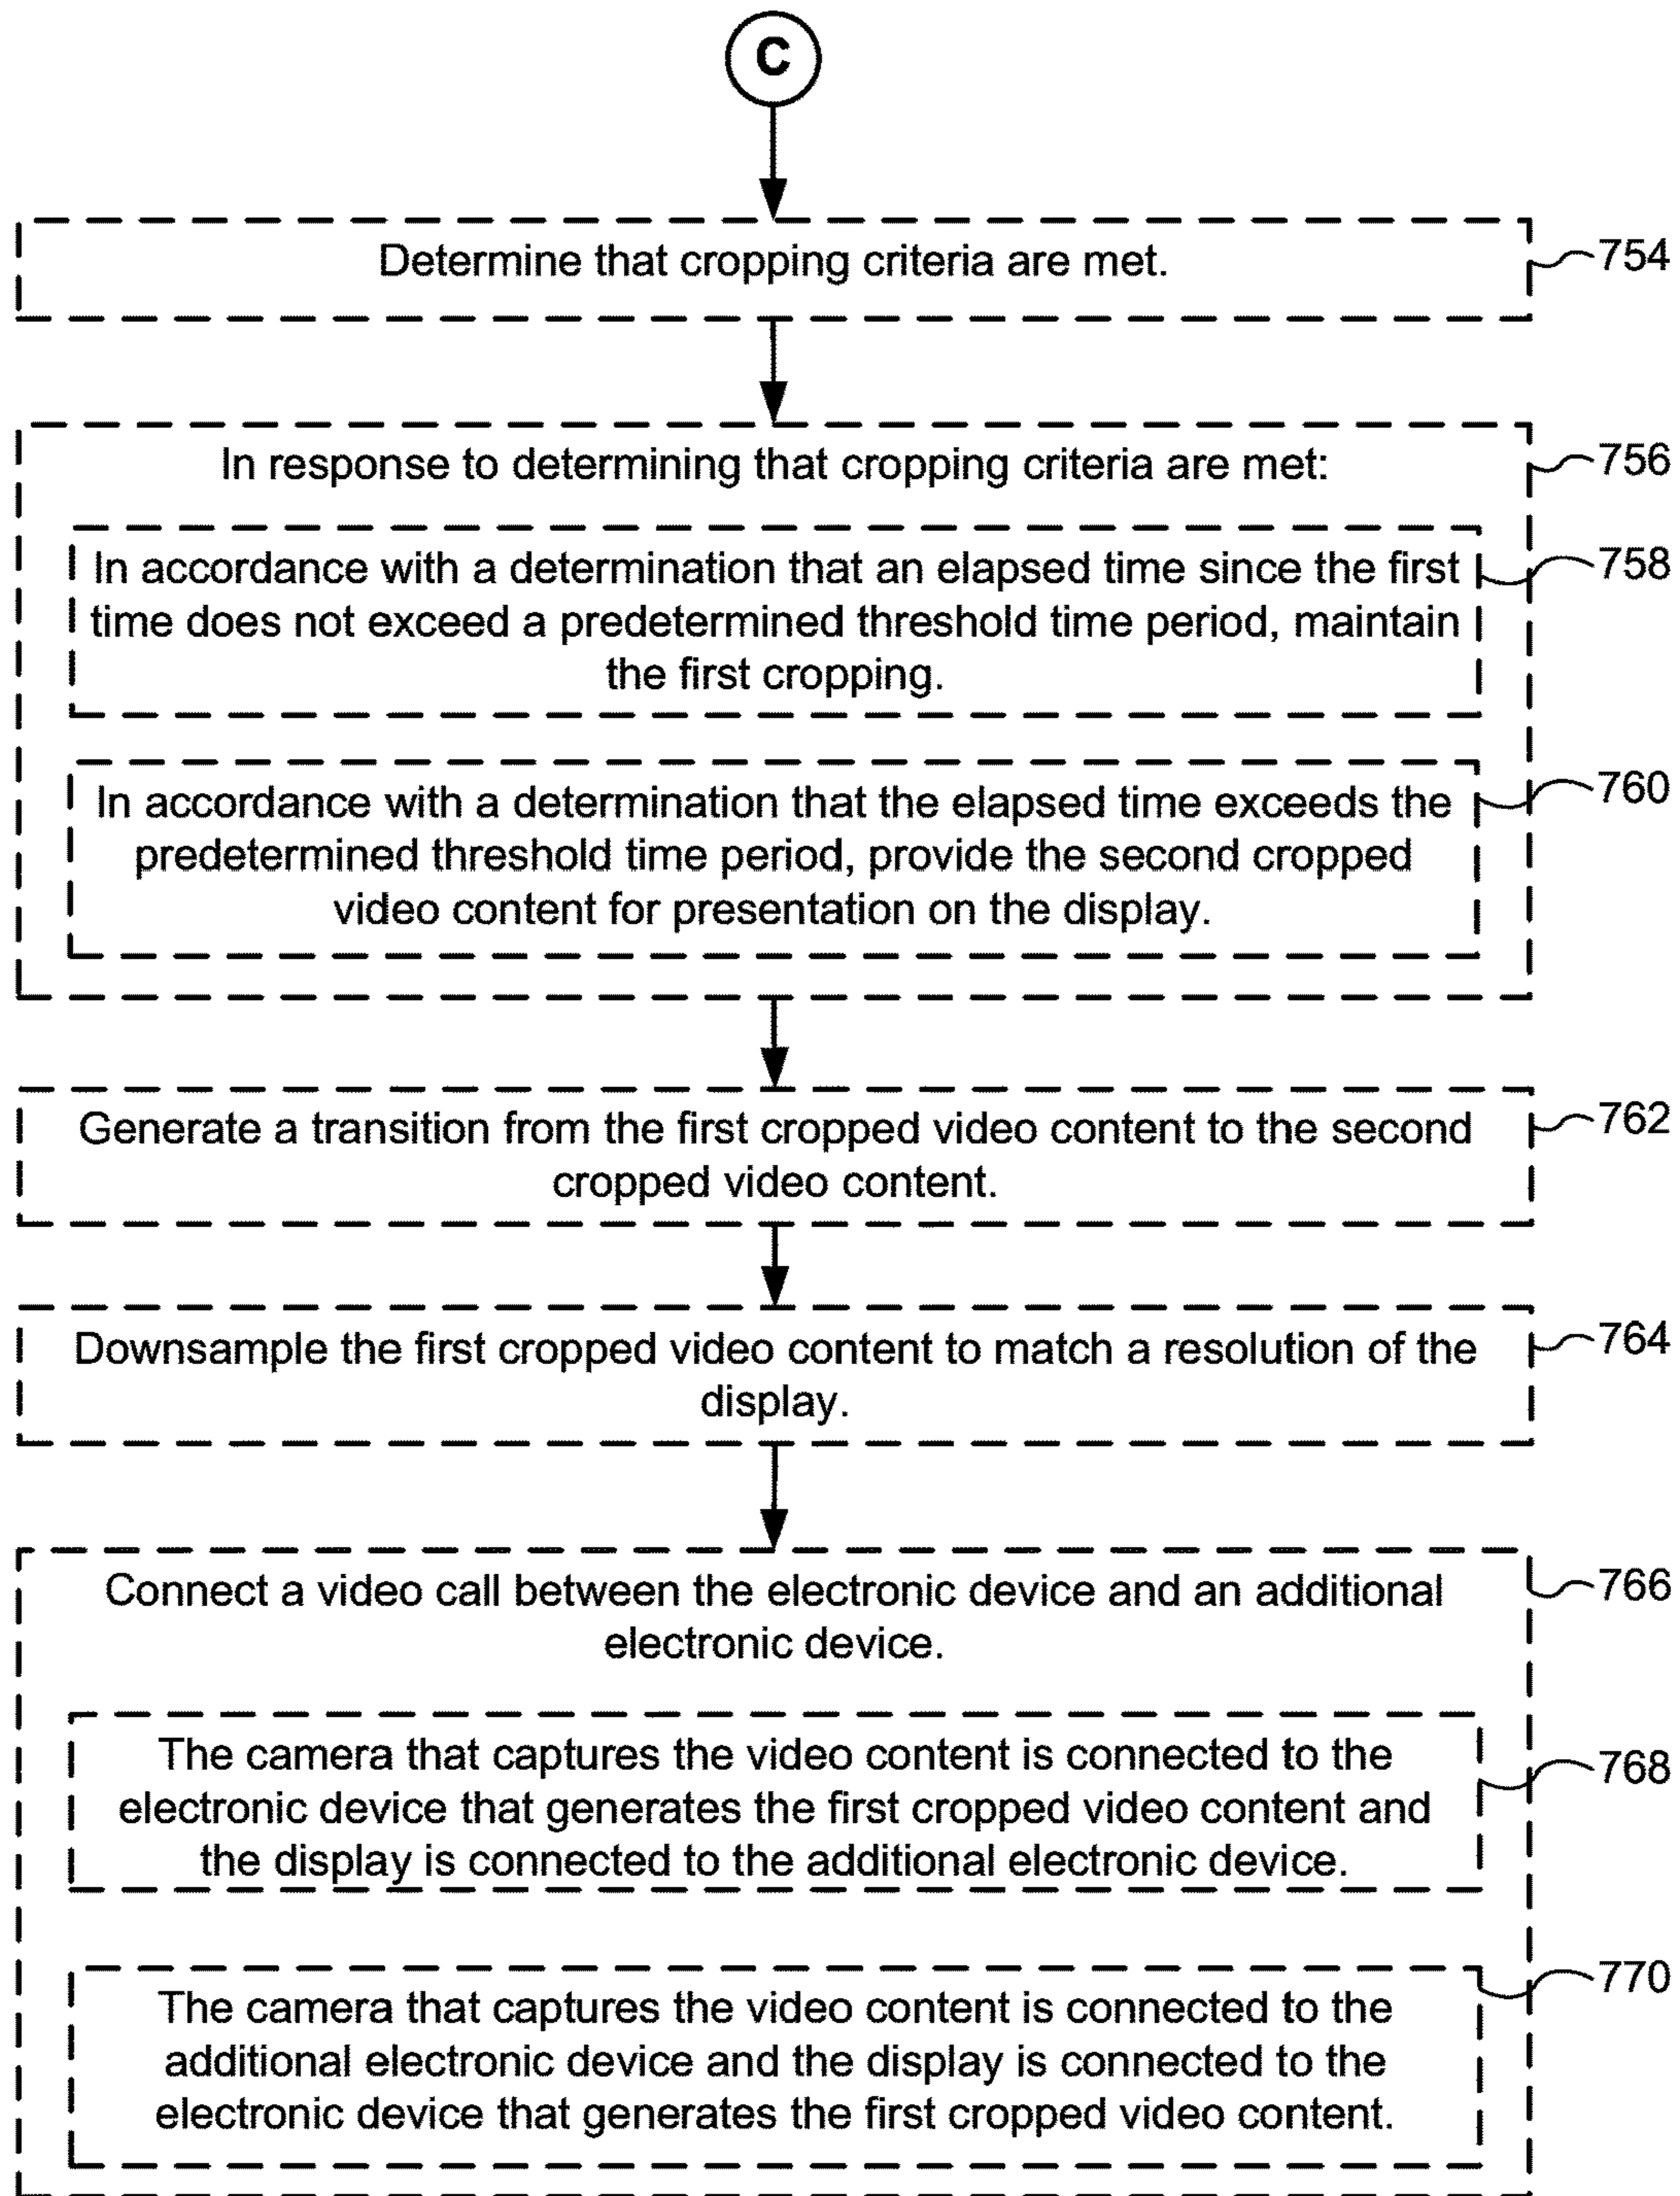 C
Determine that cropping criteria are met.
754
In response to determining that cropping criteria are met:
756
In accordance with a determination that an elapsed time since the first
time does not exceed a predetermined threshold time period, maintain
the first cropping.
758
In accordance with a determination that the elapsed time exceeds the
predetermined threshold time period, provide the second cropped
video content for presentation on the display.
760
Generate a transition from the first cropped video content to the second
cropped video content.
762
Downsample the first cropped video content to match a resolution of the
display.
764
Connect a video call between the electronic device and an additional
electronic device.
766
The camera that captures the video content is connected to the
electronic device that generates the first cropped video content and
the display is connected to the additional electronic device.
768
The camera that captures the video content is connected to the
additional electronic device and the display is connected to the
electronic device that generates the first cropped video content.
770